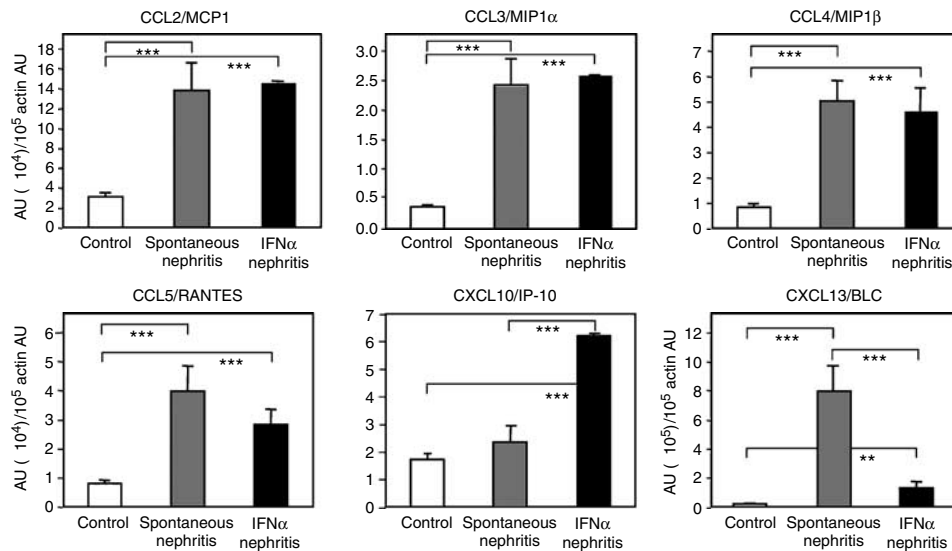 CCL2/MCP1
AU ( 10⁴)/10⁵ actin AU
18
16
14
12
10
8
6
4
2
0
***
***
Control
Spontaneous
nephritis
IFNα
nephritis
CCL3/MIP1α
3.0
2.5
2.0
1.5
1.0
0.5
0.0
***
***
Control
Spontaneous
nephritis
IFNα
nephritis
CCL4/MIP1β
7
6
5
4
3
2
1
0
***
***
Control
Spontaneous
nephritis
IFNα
nephritis
CCL5/RANTES
AU ( 10⁴)/10⁵ actin AU
6
5
4
3
2
1
0
***
***
Control
Spontaneous
nephritis
IFNα
nephritis
CXCL10/IP-10
7
6
5
4
3
2
1
0
***
***
Control
Spontaneous
nephritis
IFNα
nephritis
CXCL13/BLC
AU ( 10⁵)/10⁵ actin AU
12
10
8
6
4
2
0
***
***
**
Control
Spontaneous
nephritis
IFNα
nephritis